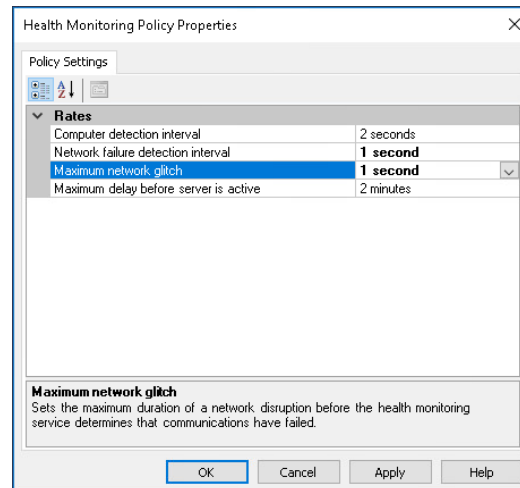 Health Monitoring Policy Properties
Policy Settings
Rates
Computer detection interval 2 seconds
Network failure detection interval 1 second
Maximum network glitch 1 second
Maximum delay before server is active 2 minutes
Maximum network glitch
Sets the maximum duration of a network disruption before the health monitoring
service determines that communications have failed.
OK Cancel Apply Help